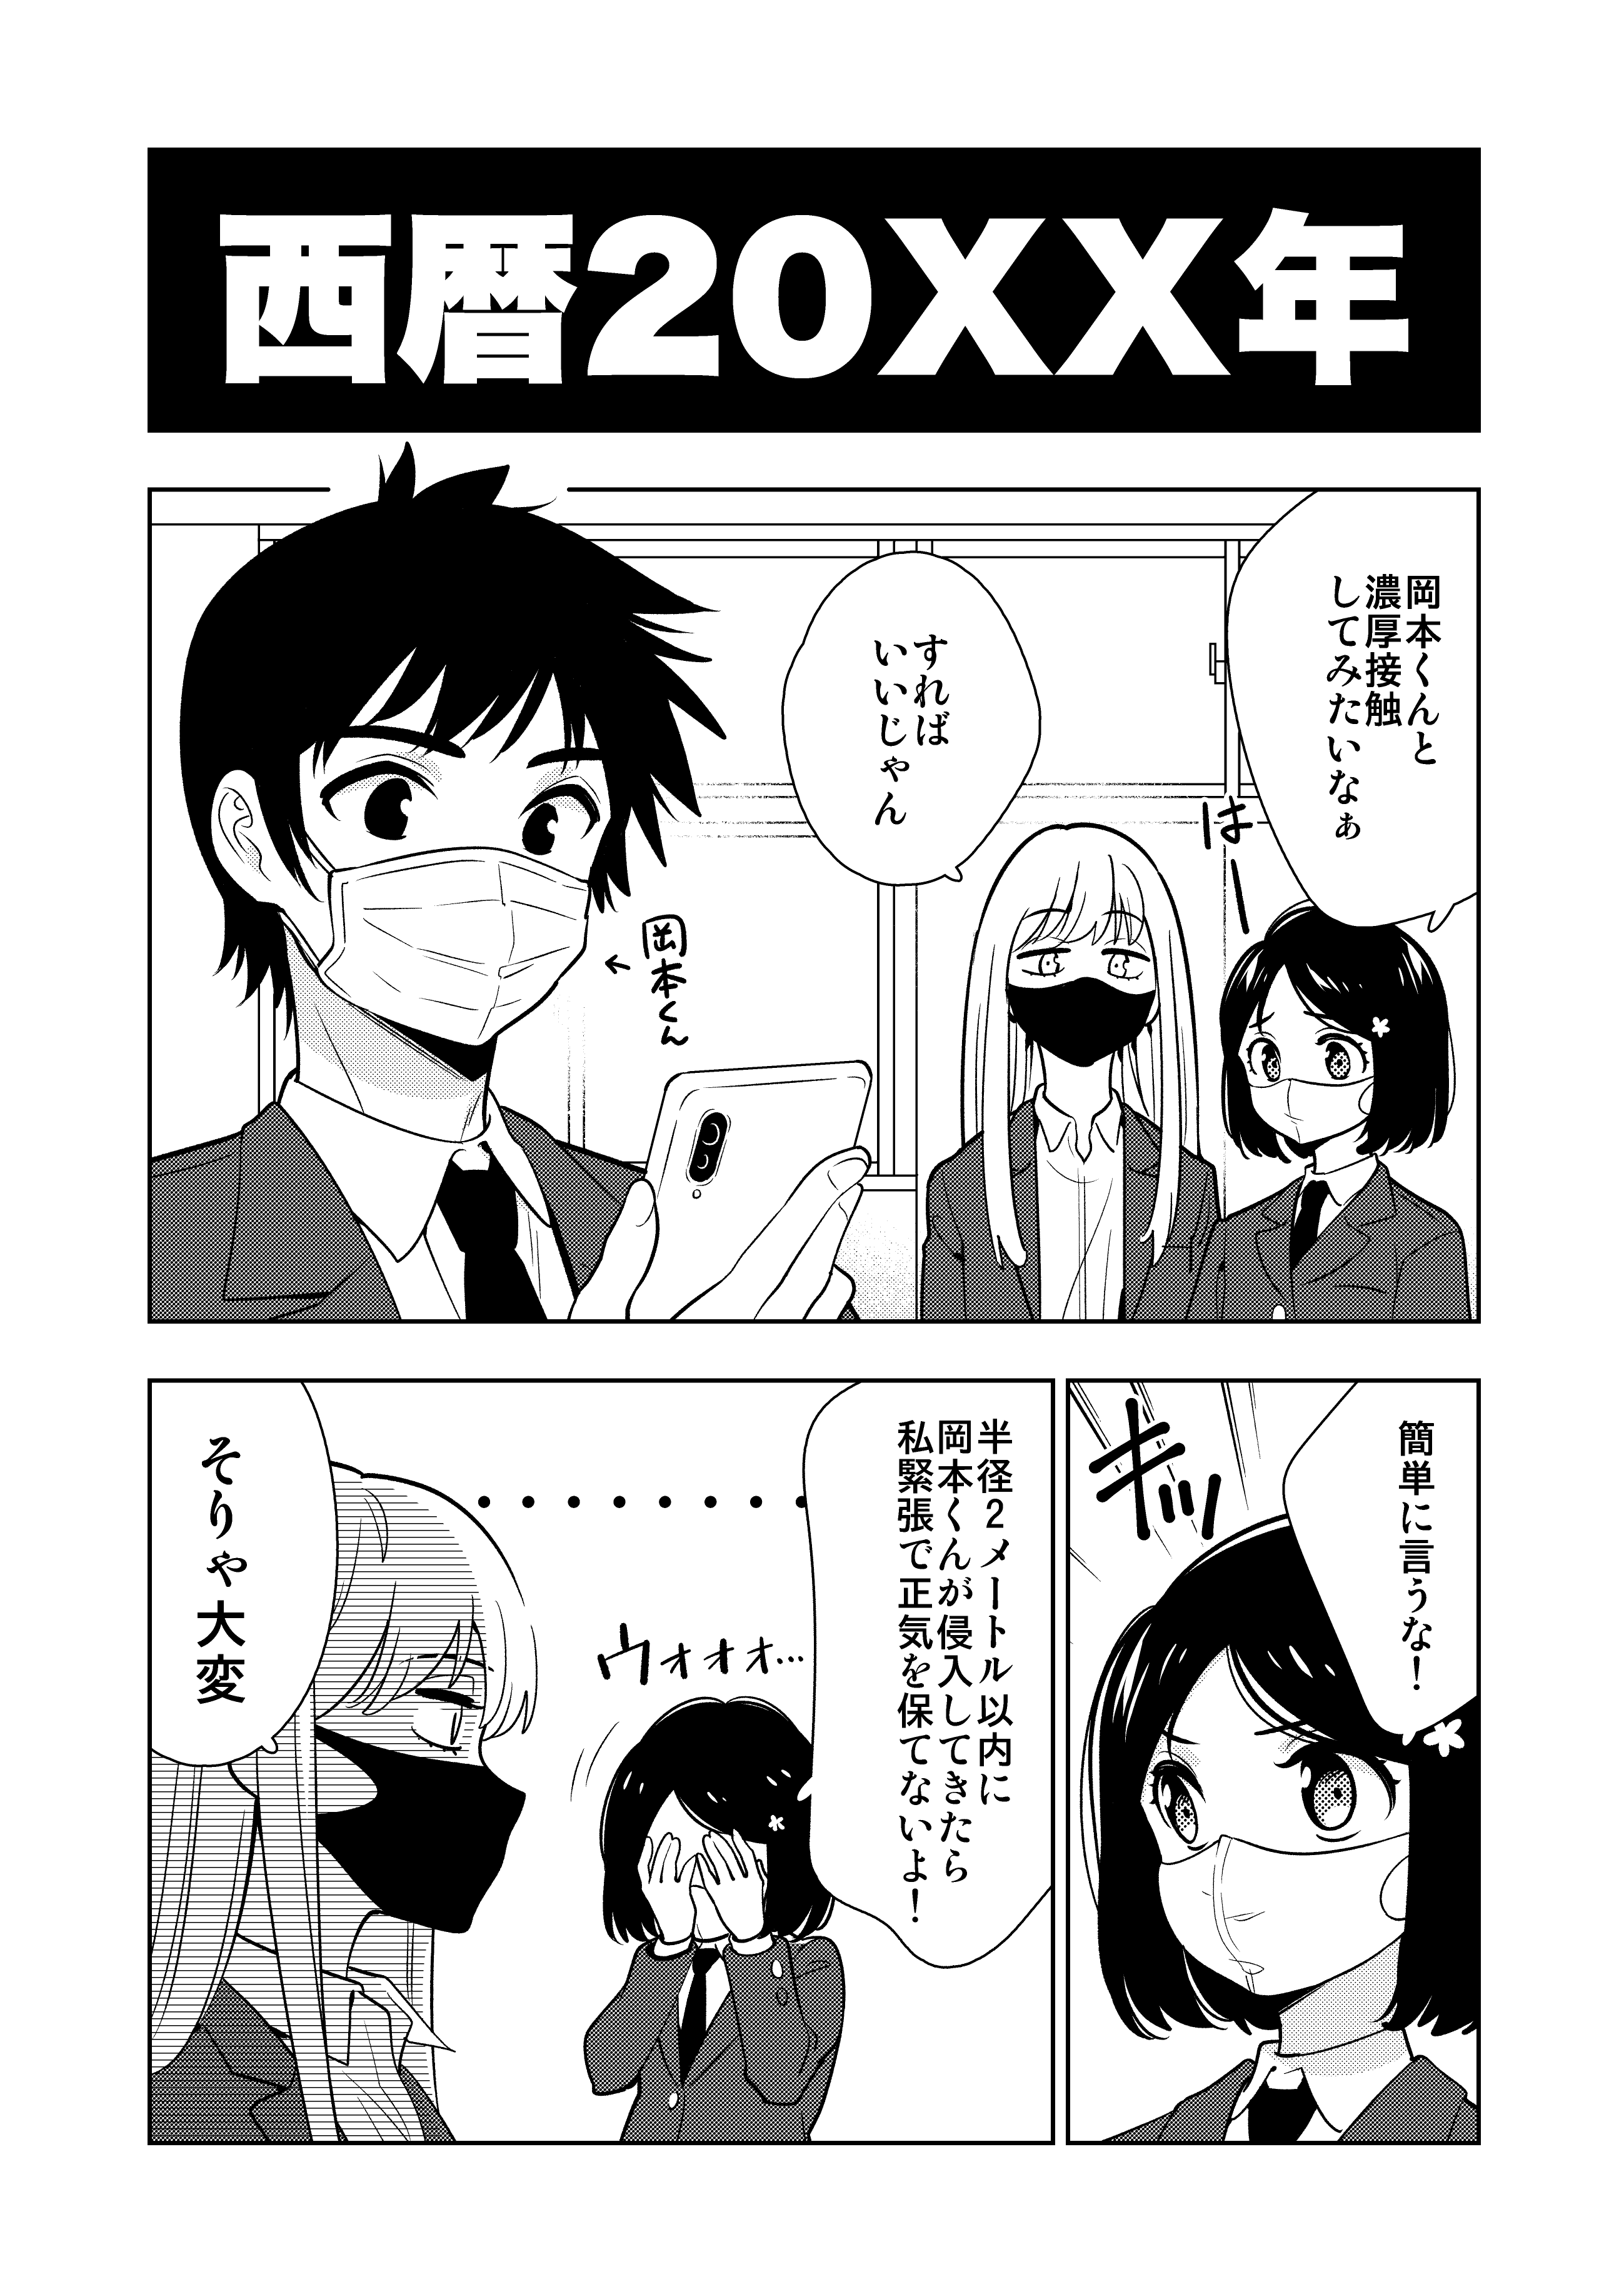 西暦20XX年
岡本くんと
濃厚接触
してみたいなぁ
はー
すれば
いいじゃん
岡本くん
簡単に言うな！
キッ
半径2メートル以内に
岡本くんが侵入してきたら
私緊張で正気を保てないよ！
ウォオオ…
・・・・・・・・
そりゃ大変